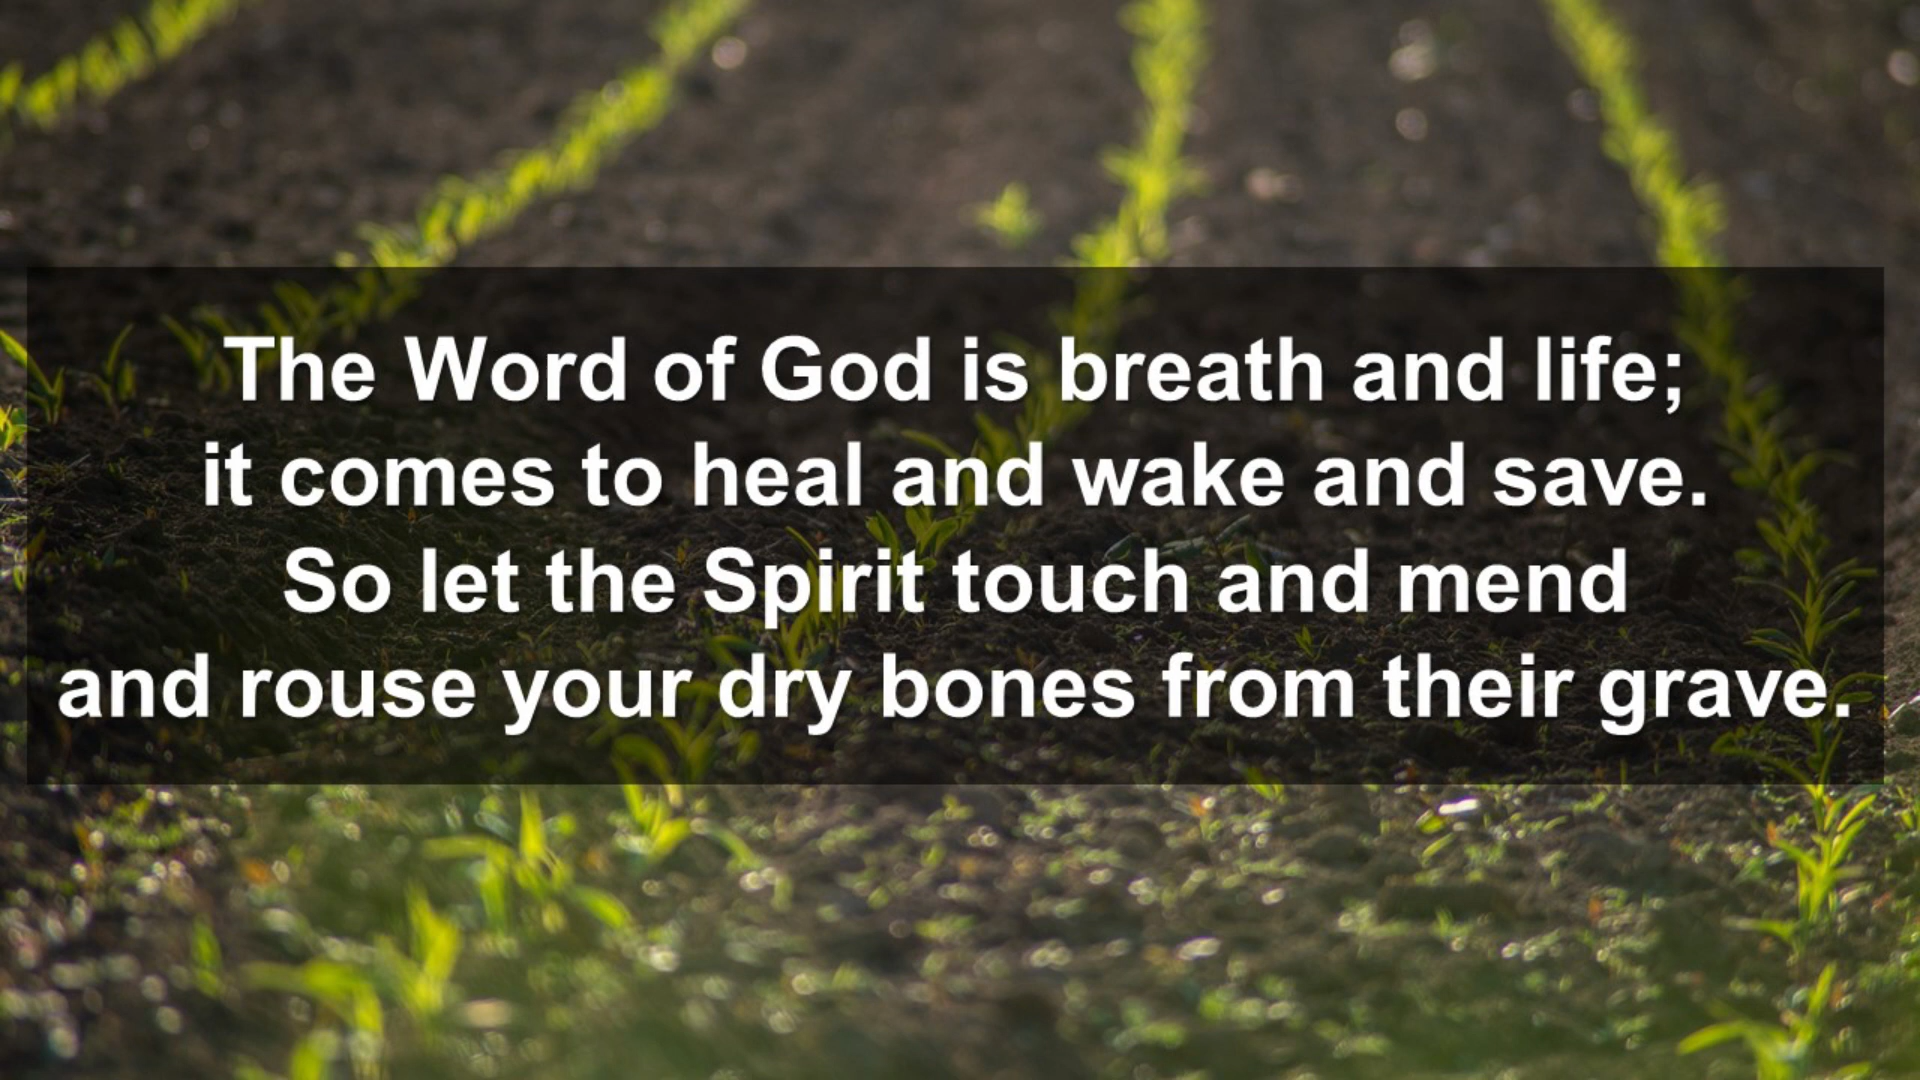 The Word of God is breath and life;
it comes to heal and wake and save.
So let the Spirit touch and mend
and rouse your dry bones from their grave.